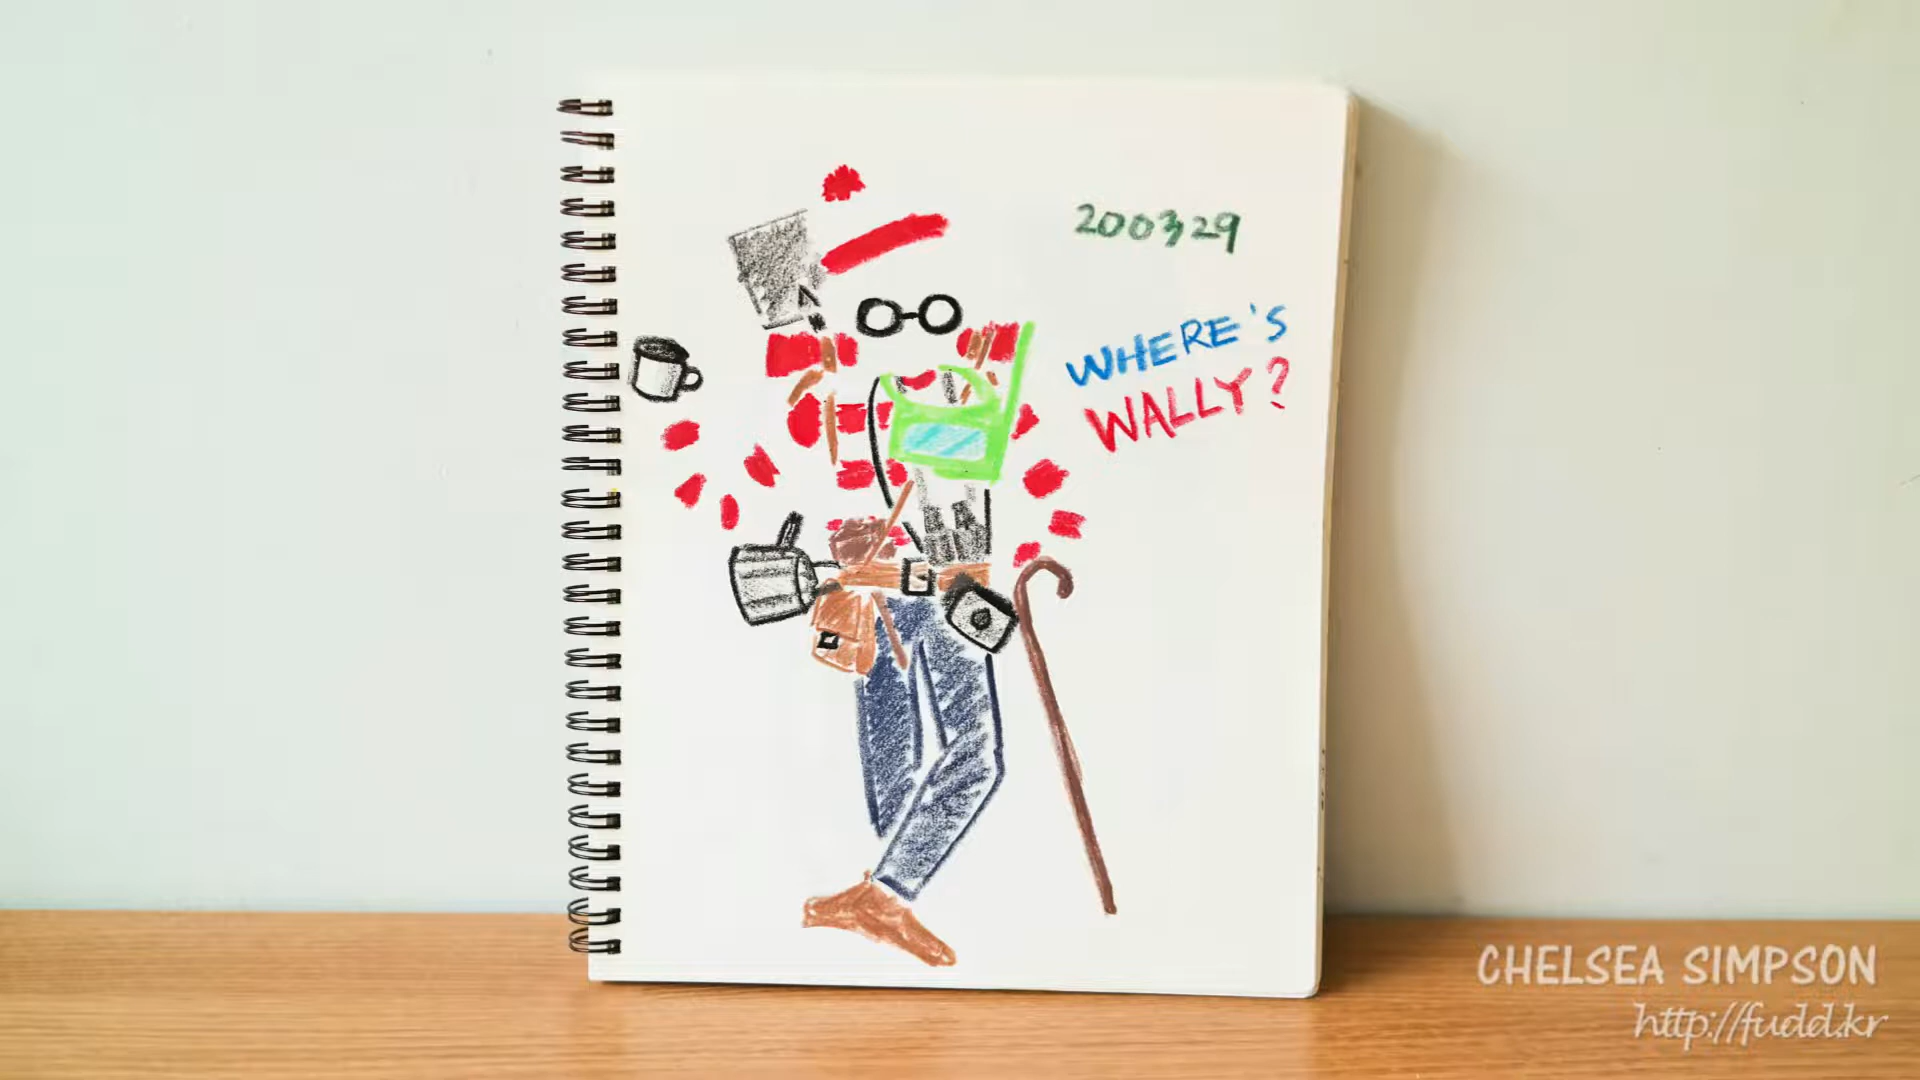 200329
WHERE'S
WALLY?
CHELSEA SIMPSON
http://fudd.kr